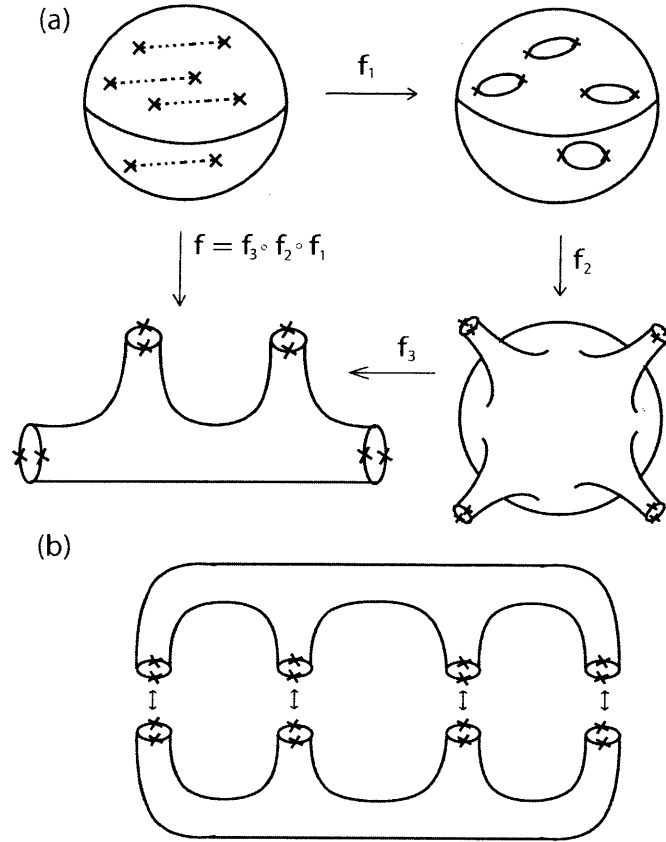 (a)
f₁
f = f₃ ∘ f₂ ∘ f₁
f₂
f₃
(b)